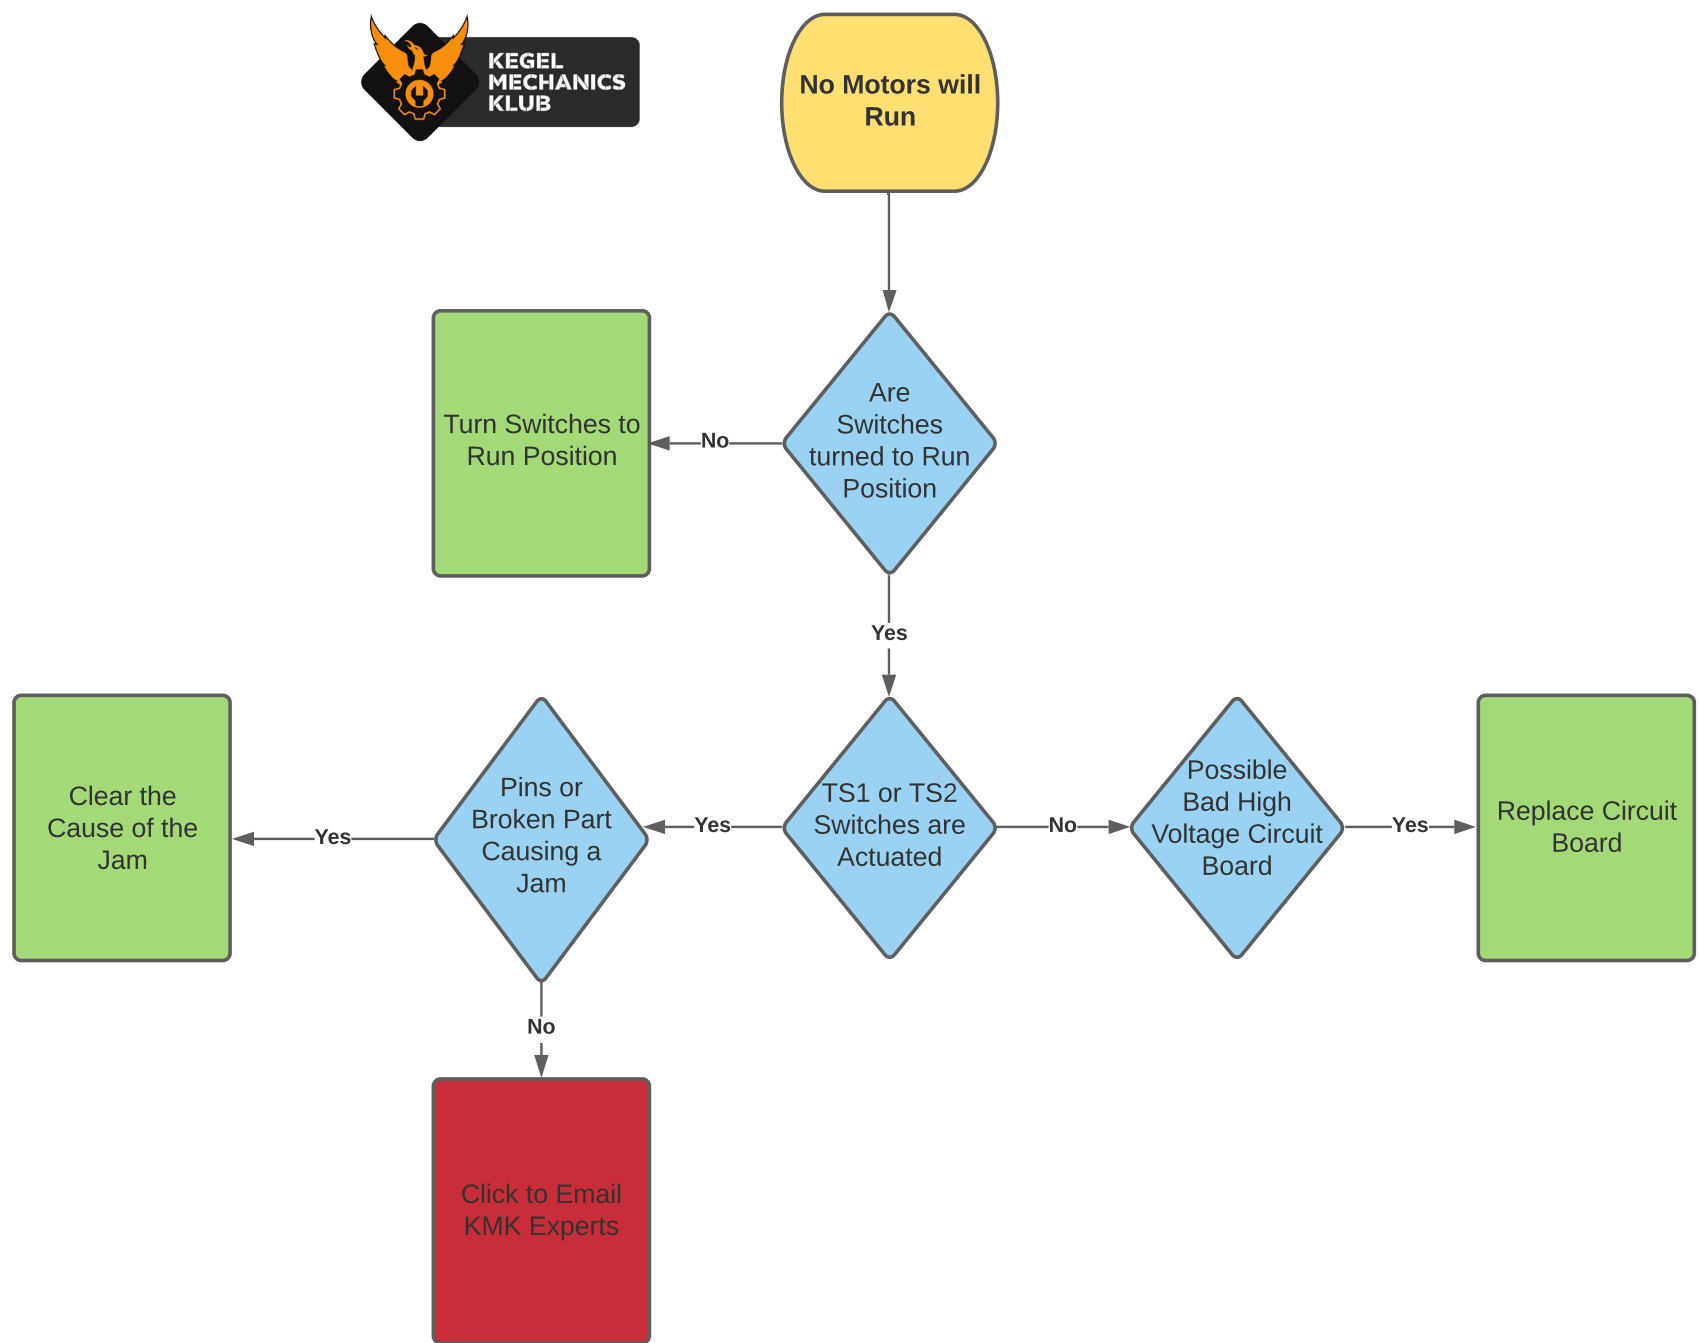 KEGEL
MECHANICS
KLUB
No Motors will
Run
Are
Switches
turned to Run
Position
No
Turn Switches to
Run Position
Yes
TS1 or TS2
Switches are
Actuated
Yes
Pins or
Broken Part
Causing a
Jam
Yes
Clear the
Cause of the
Jam
No
Possible
Bad High
Voltage Circuit
Board
Yes
Replace Circuit
Board
No
Click to Email
KMK Experts